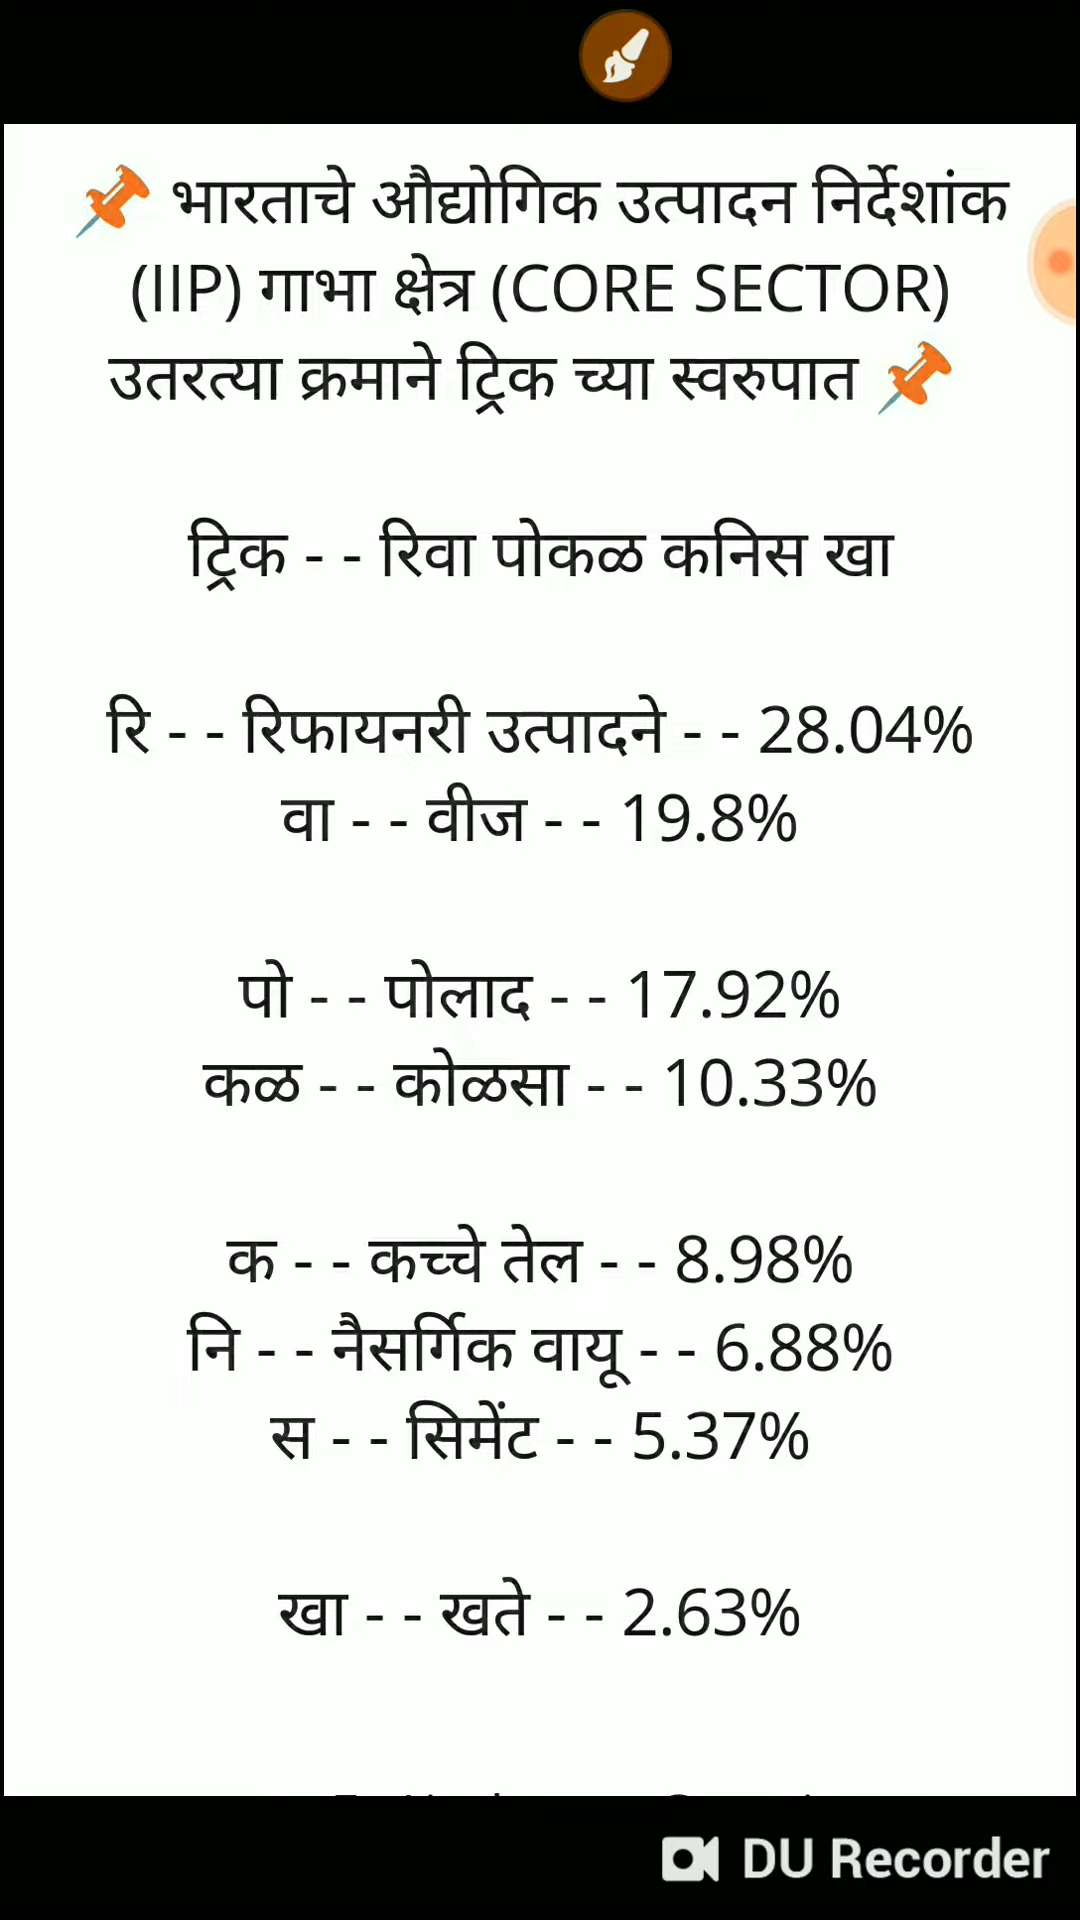 📌 भारताचे औद्योगिक उत्पादन निर्देशांक
(IIP) गाभा क्षेत्र (CORE SECTOR)
उतरत्या क्रमाने ट्रिक च्या स्वरुपात 📌
ट्रिक - - रिवा पोकळ कनिस खा
रि - - रिफायनरी उत्पादने - - 28.04%
वा - - वीज - - 19.8%
पो - - पोलाद - - 17.92%
कळ - - कोळसा - - 10.33%
क - - कच्चे तेल - - 8.98%
नि - - नैसर्गिक वायू - - 6.88%
स - - सिमेंट - - 5.37%
खा - - खते - - 2.63%
DU Recorder